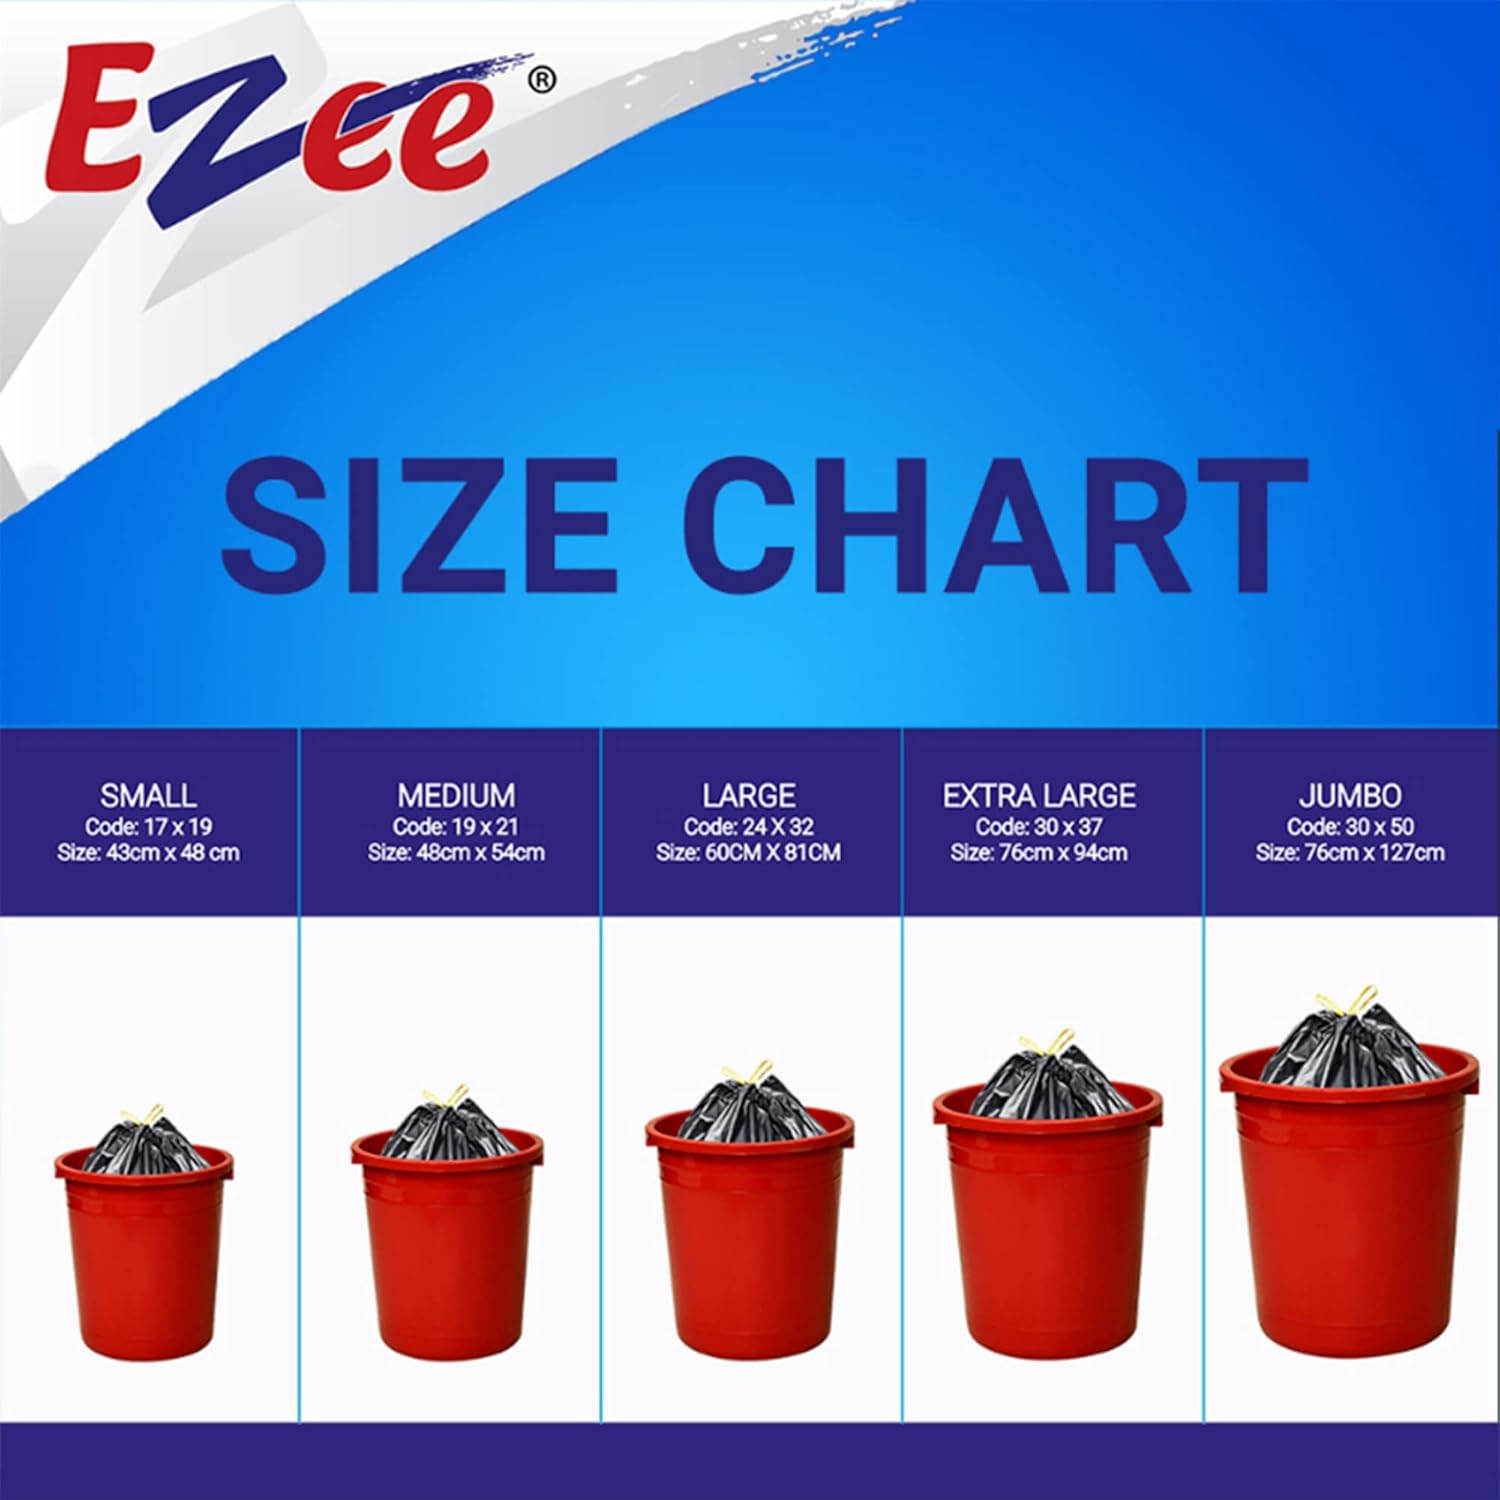 Ezee ®
SIZE CHART
SMALL
Code: 17 x 19
Size: 43cm x 48 cm
MEDIUM
Code: 19 x 21
Size: 48cm x 54cm
LARGE
Code: 24 X 32
Size: 60CM X 81CM
EXTRA LARGE
Code: 30 x 37
Size: 76cm x 94cm
JUMBO
Code: 30 x 50
Size: 76cm x 127cm